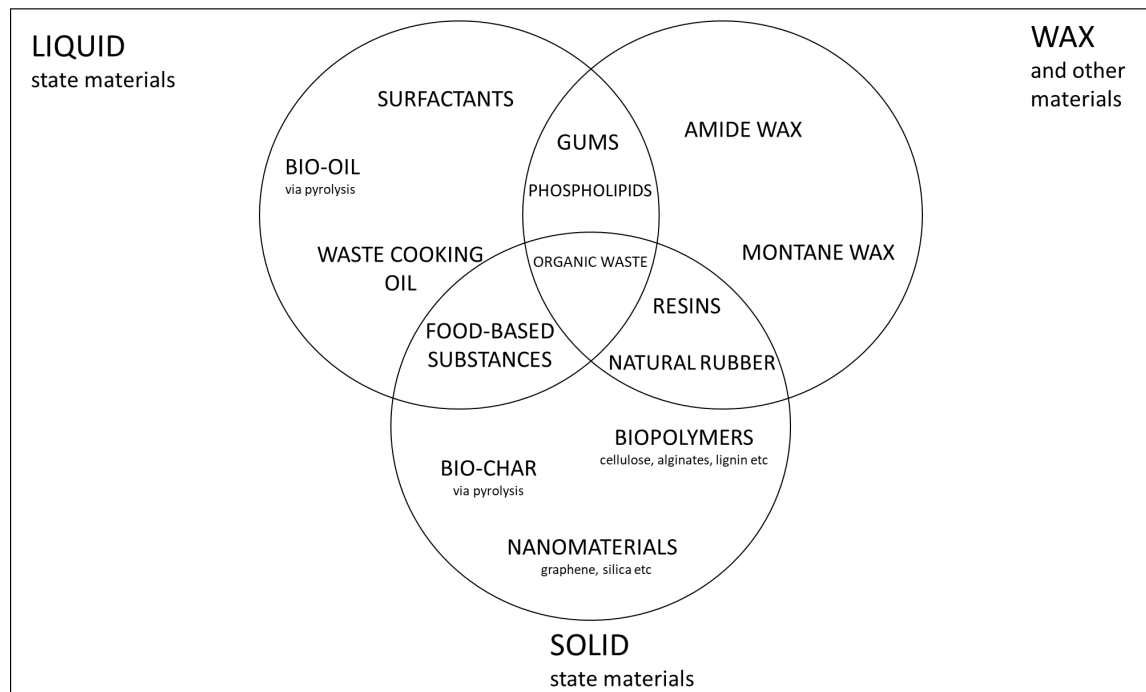 LIQUID
state materials
WAX
and other
materials
SURFACTANTS
BIO-OIL
via pyrolysis
WASTE COOKING
OIL
GUMS
PHOSPHOLIPIDS
AMIDE WAX
MONTANE WAX
ORGANIC WASTE
FOOD-BASED
SUBSTANCES
RESINS
NATURAL RUBBER
BIOPOLYMERS
cellulose, alginates, lignin etc
BIO-CHAR
via pyrolysis
NANOMATERIALS
graphene, silica etc
SOLID
state materials